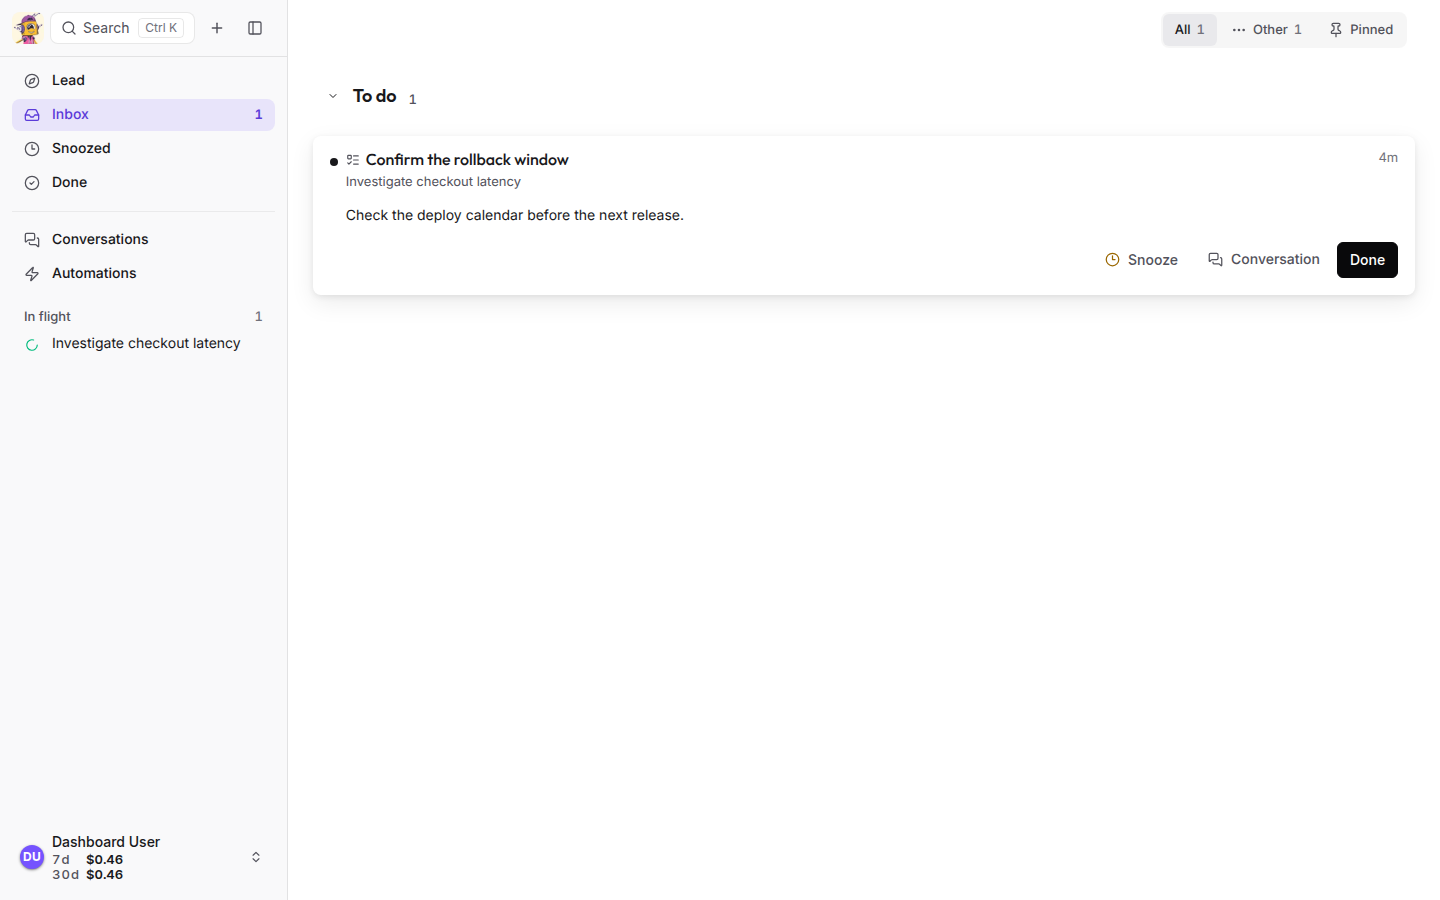 Search Ctrl K
Lead
Inbox 1
Snoozed
Done
Conversations
Automations
In flight 1
Investigate checkout latency
DU
Dashboard User
7d $0.46
30d $0.46
All 1 Other 1 Pinned
To do 1
Confirm the rollback window 4m
Investigate checkout latency
Check the deploy calendar before the next release.
Snooze Conversation Done